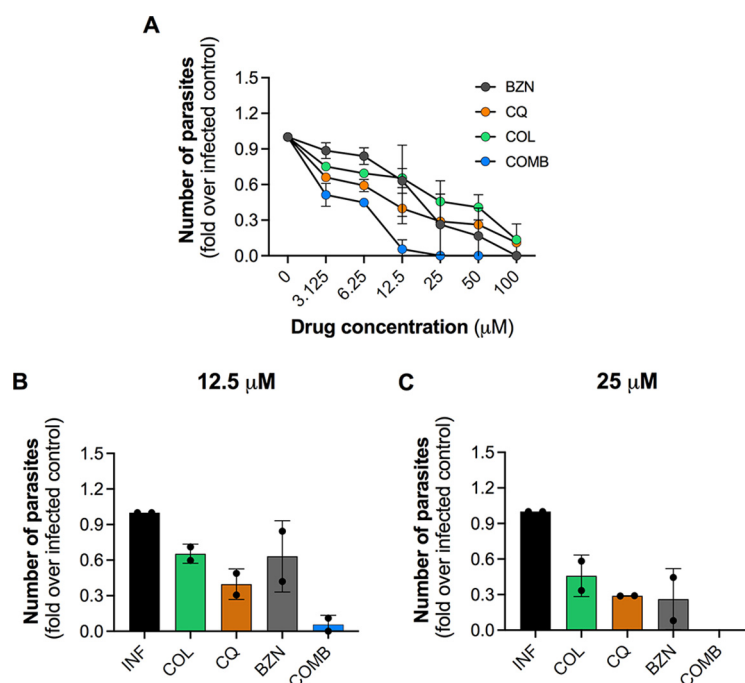 A
Number of parasites
(fold over infected control)
1.5
1.2
0.9
0.6
0.3
0.0
0
3.125
6.25
12.5
25
50
100
Drug concentration (μM)
BZN
CQ
COL
COMB
B
12.5 μM
Number of parasites
(fold over infected control)
1.5
1.2
0.9
0.6
0.3
0.0
INF
COL
CQ
BZN
COMB
C
25 μM
Number of parasites
(fold over infected control)
1.5
1.2
0.9
0.6
0.3
0.0
INF
COL
CQ
BZN
COMB